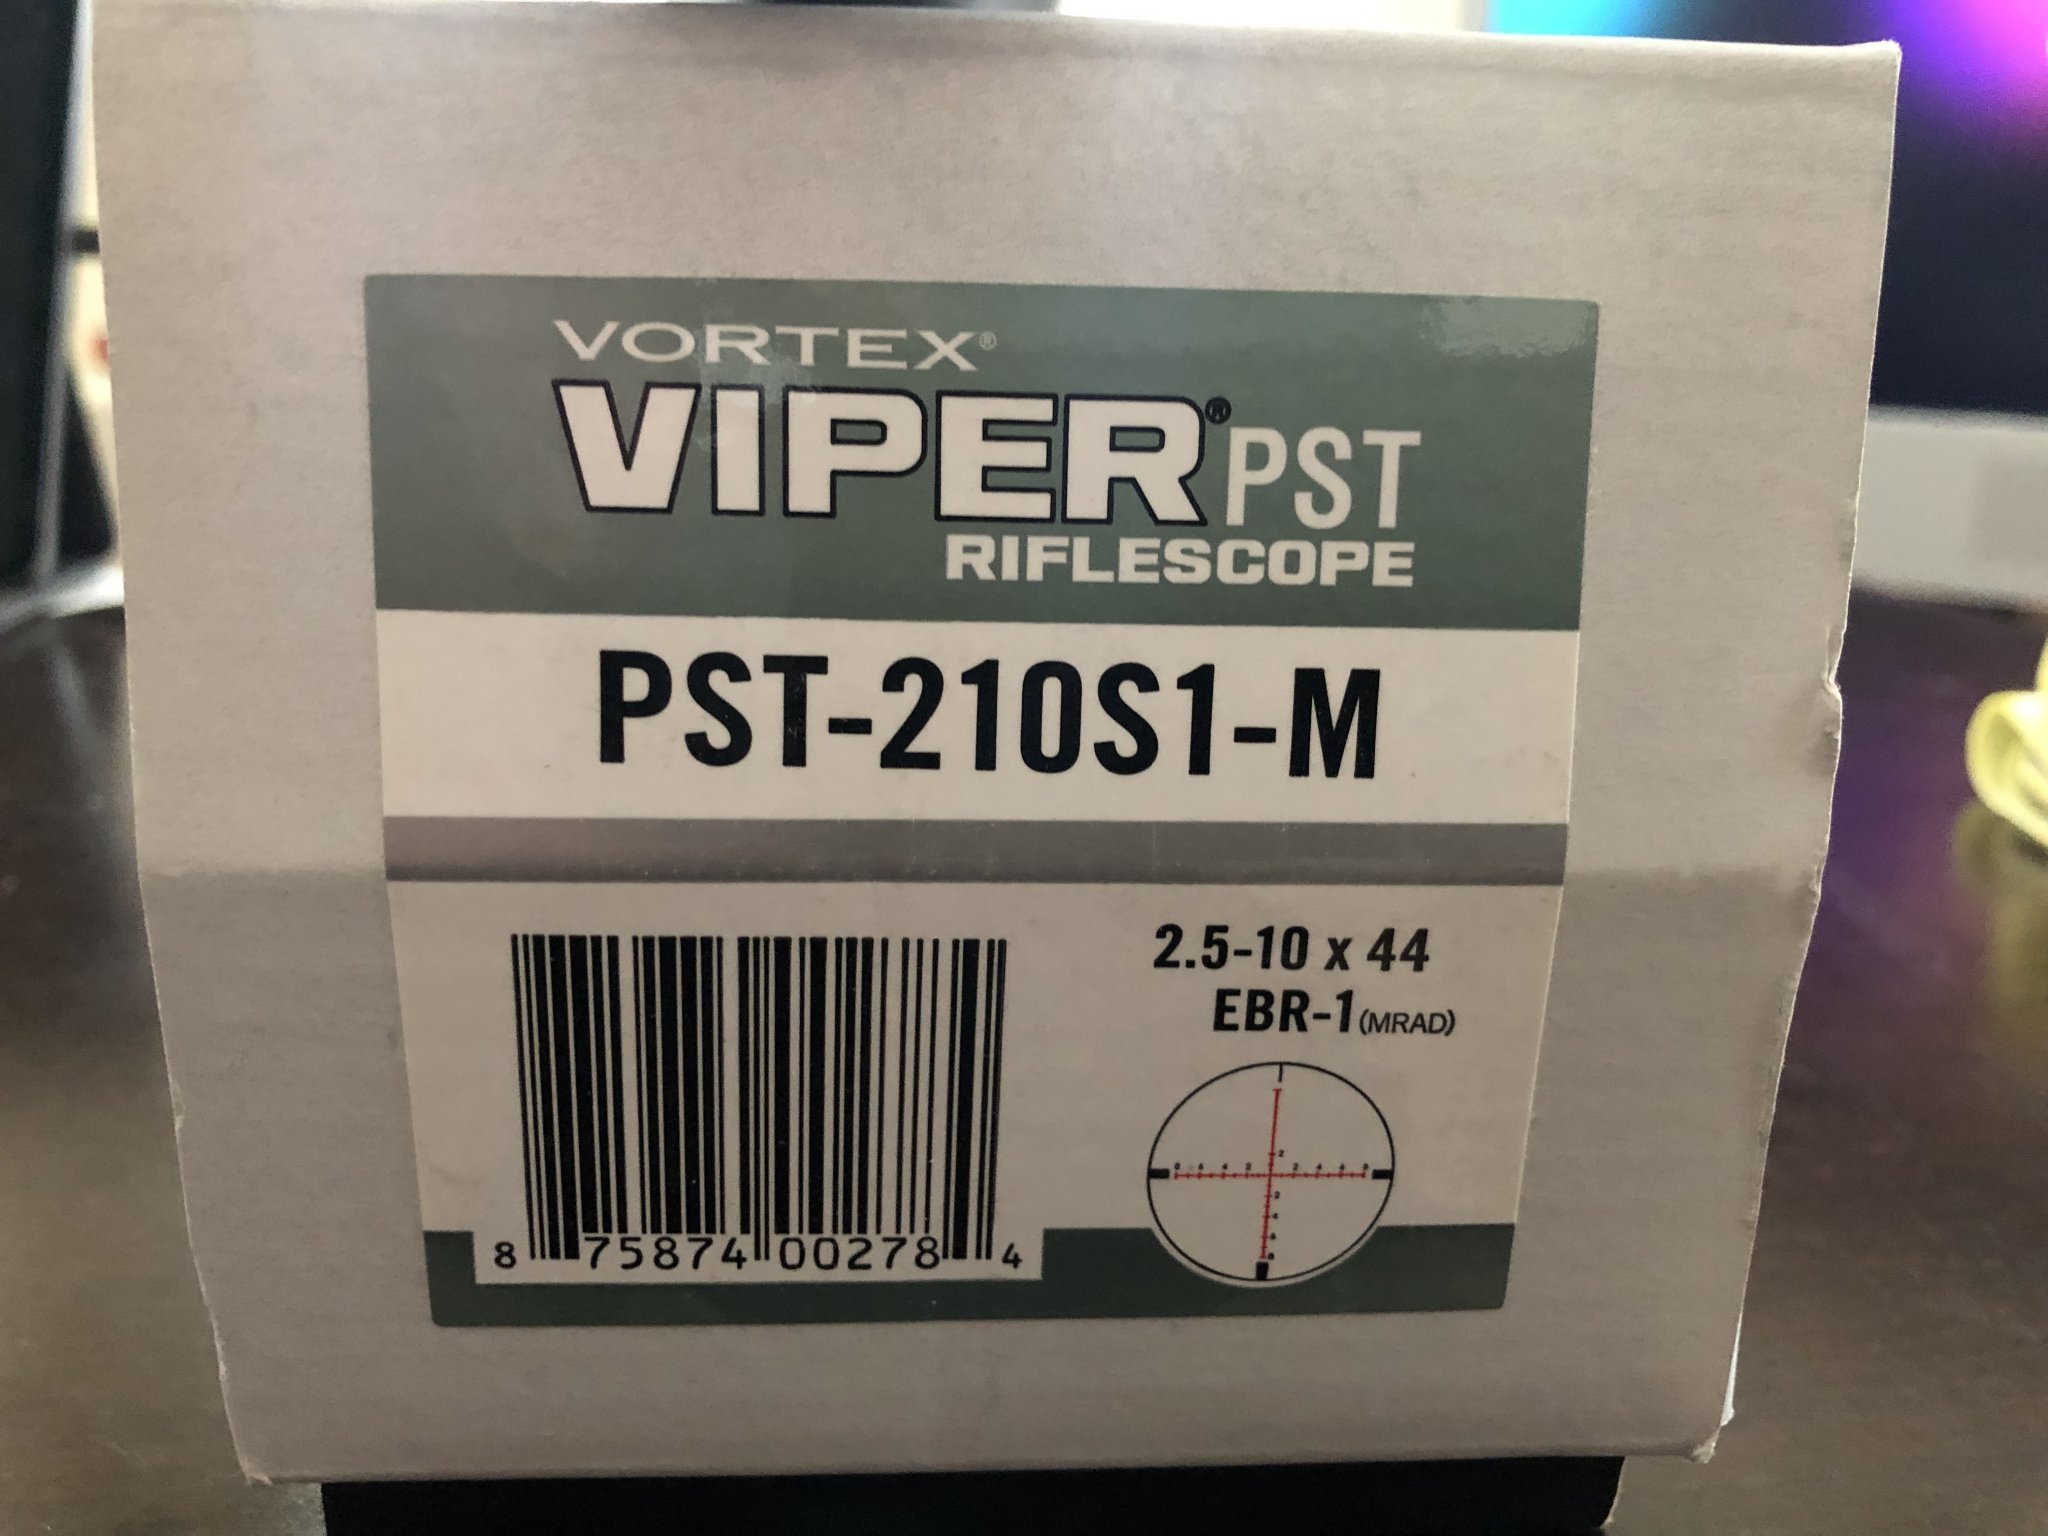 VORTEX®
VIPER® PST
RIFLESCOPE
PST-210S1-M
2.5-10 x 44
EBR-1 (MRAD)
8 75874 00278 4